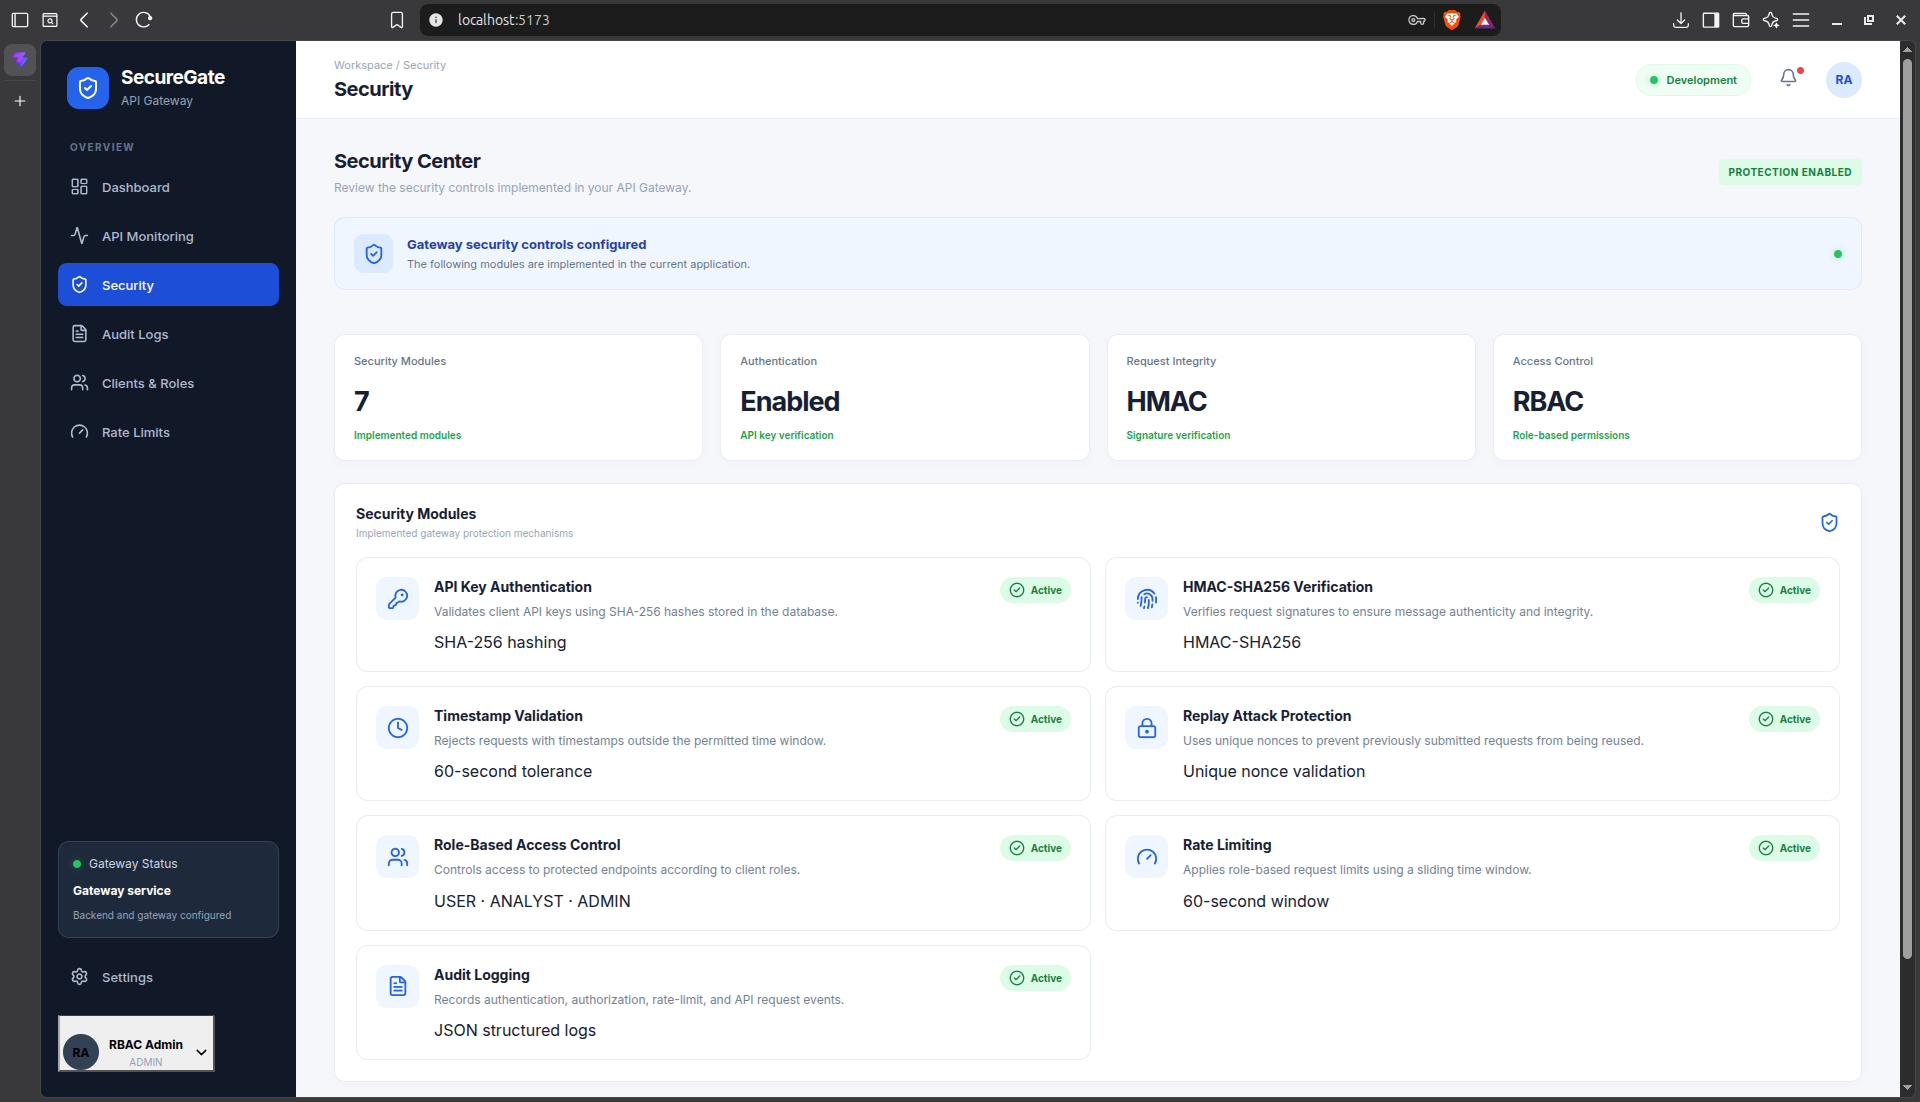 localhost:5173
SecureGate
API Gateway
OVERVIEW
Dashboard
API Monitoring
Security
Audit Logs
Clients & Roles
Rate Limits
Gateway Status
Gateway service
Backend and gateway configured
Settings
RA
RBAC Admin
ADMIN
Workspace / Security
Security
Development
RA
Security Center
Review the security controls implemented in your API Gateway.
PROTECTION ENABLED
Gateway security controls configured
The following modules are implemented in the current application.
Security Modules
7
Implemented modules
Authentication
Enabled
API key verification
Request Integrity
HMAC
Signature verification
Access Control
RBAC
Role-based permissions
Security Modules
Implemented gateway protection mechanisms
API Key Authentication
Active
Validates client API keys using SHA-256 hashes stored in the database.
SHA-256 hashing
HMAC-SHA256 Verification
Active
Verifies request signatures to ensure message authenticity and integrity.
HMAC-SHA256
Timestamp Validation
Active
Rejects requests with timestamps outside the permitted time window.
60-second tolerance
Replay Attack Protection
Active
Uses unique nonces to prevent previously submitted requests from being reused.
Unique nonce validation
Role-Based Access Control
Active
Controls access to protected endpoints according to client roles.
USER · ANALYST · ADMIN
Rate Limiting
Active
Applies role-based request limits using a sliding time window.
60-second window
Audit Logging
Active
Records authentication, authorization, rate-limit, and API request events.
JSON structured logs